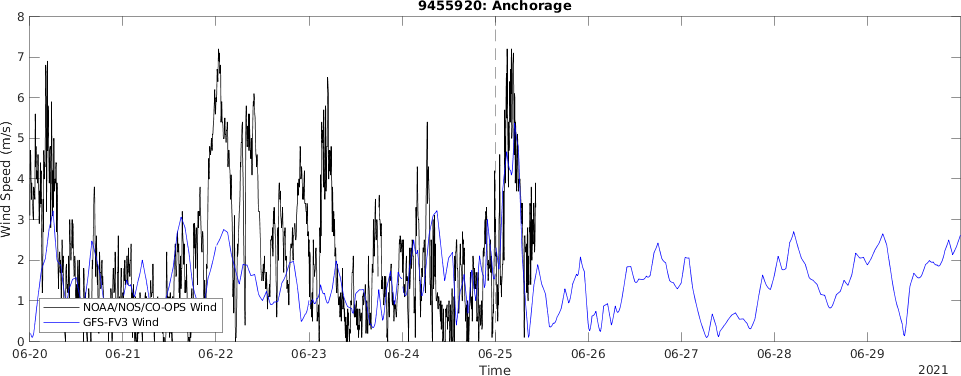 9455920: Anchorage
8
7
6
5
4
3
2
1
0
Wind Speed (m/s)
NOAA/NOS/CO-OPS Wind
GFS-FV3 Wind
06-20 06-21 06-22 06-23 06-24 06-25 06-26 06-27 06-28 06-29
Time
2021